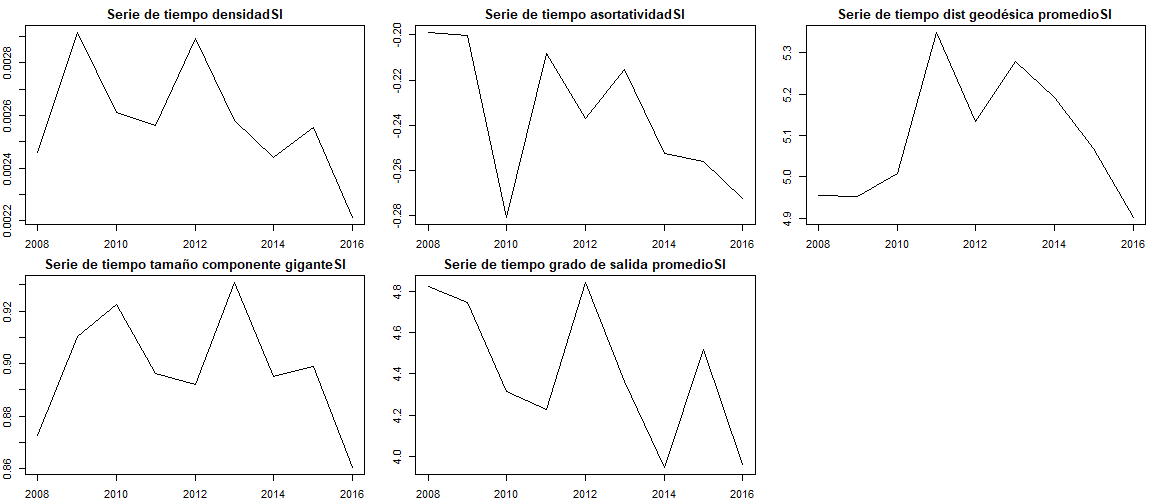 Serie de tiempo densidadSI
0.0022 0.0024 0.0026 0.0028
2008 2010 2012 2014 2016
Serie de tiempo asortatividadSI
-0.28 -0.26 -0.24 -0.22 -0.20
2008 2010 2012 2014 2016
Serie de tiempo dist geodésica promedioSI
4.9 5.0 5.1 5.2 5.3
2008 2010 2012 2014 2016
Serie de tiempo tamaño componente giganteSI
0.86 0.88 0.90 0.92
2008 2010 2012 2014 2016
Serie de tiempo grado de salida promedioSI
4.0 4.2 4.4 4.6 4.8
2008 2010 2012 2014 2016